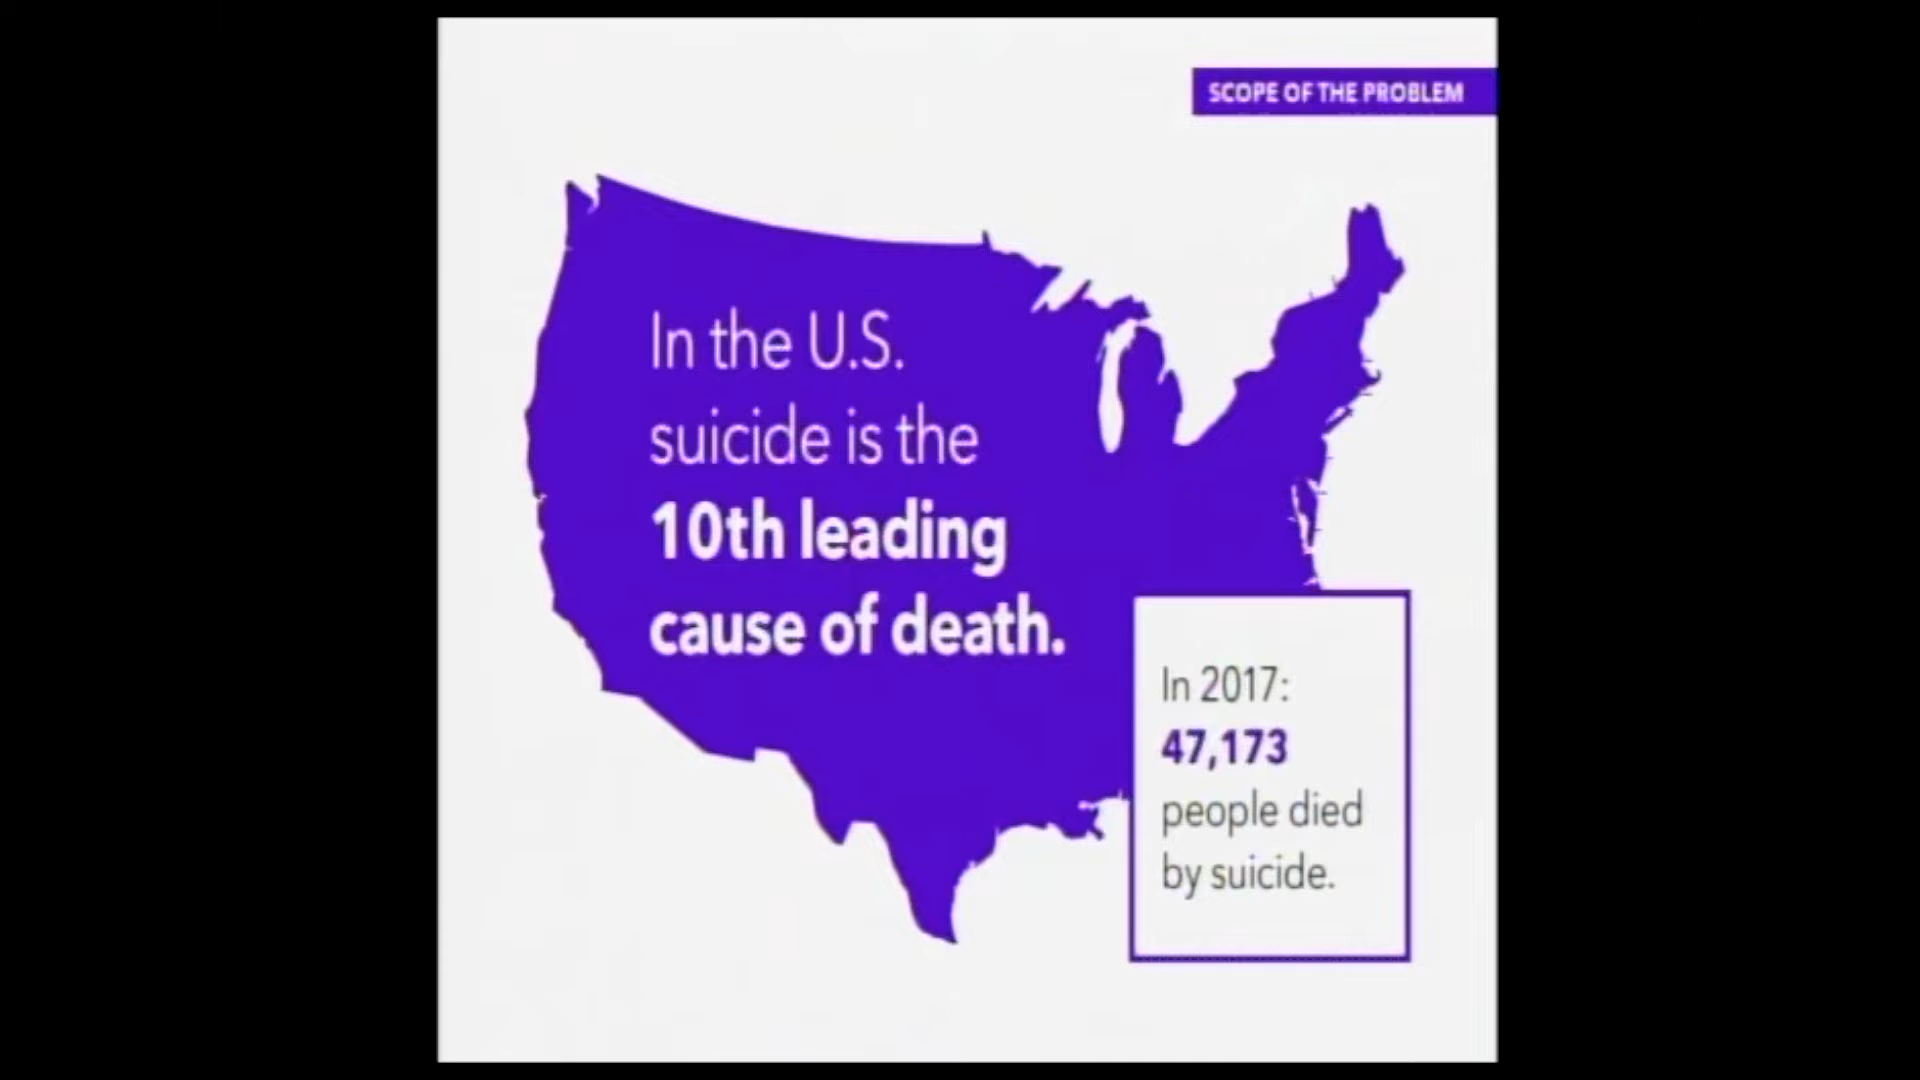 SCOPE OF THE PROBLEM
In the U.S.
suicide is the
10th leading
cause of death.
In 2017:
47,173
people died
by suicide.